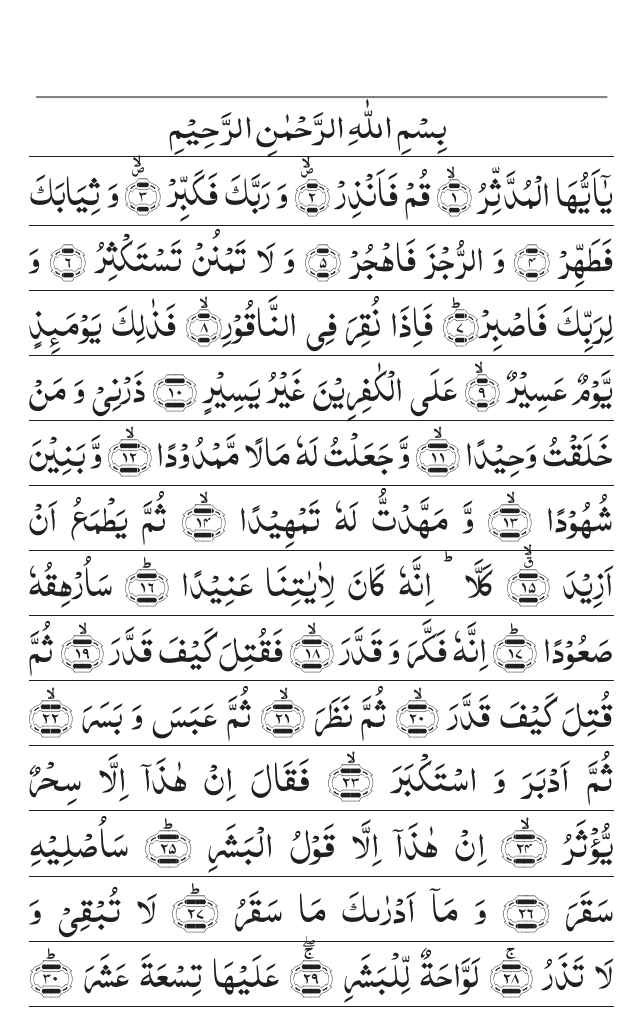 بِسْمِ اللهِ الرَّحْمٰنِ الرَّحِيْمِ
يٰٓاَيُّهَا الْمُدَّثِّرُ ۙ﴿۱﴾ قُمْ فَاَنْذِرْ ۪ۙ﴿۲﴾ وَ رَبَّكَ فَكَبِّرْ ۪ۙ﴿۳﴾ وَ ثِيَابَكَ
فَطَهِّرْ ﴿۴﴾ وَ الرُّجْزَ فَاهْجُرْ ﴿۵﴾ وَ لَا تَمْنُنْ تَسْتَكْثِرُ ﴿۶﴾ وَ
لِرَبِّكَ فَاصْبِرْ ؕ﴿۷﴾ فَاِذَا نُقِرَ فِی النَّاقُوْرِ ۙ﴿۸﴾ فَذٰلِكَ يَوْمَئِذٍ
يَّوْمٌ عَسِيْرٌ ۙ﴿۹﴾ عَلَی الْكٰفِرِيْنَ غَيْرُ يَسِيْرٍ ﴿۱۰﴾ ذَرْنِیْ وَ مَنْ
خَلَقْتُ وَحِيْدًا ۙ﴿۱۱﴾ وَّ جَعَلْتُ لَهٗ مَالًا مَّمْدُوْدًا ۙ﴿۱۲﴾ وَّ بَنِيْنَ
شُهُوْدًا ۙ﴿۱۳﴾ وَّ مَهَّدْتُّ لَهٗ تَمْهِيْدًا ۙ﴿۱۴﴾ ثُمَّ يَطْمَعُ اَنْ
اَزِيْدَ ٭ۙ﴿۱۵﴾ كَلَّا ؕ اِنَّهٗ كَانَ لِاٰيٰتِنَا عَنِيْدًا ؕ﴿۱۶﴾ سَاُرْهِقُهٗ
صَعُوْدًا ؕ﴿۱۷﴾ اِنَّهٗ فَكَّرَ وَ قَدَّرَ ۙ﴿۱۸﴾ فَقُتِلَ كَيْفَ قَدَّرَ ۙ﴿۱۹﴾ ثُمَّ
قُتِلَ كَيْفَ قَدَّرَ ۙ﴿۲۰﴾ ثُمَّ نَظَرَ ۙ﴿۲۱﴾ ثُمَّ عَبَسَ وَ بَسَرَ ۙ﴿۲۲﴾
ثُمَّ اَدْبَرَ وَ اسْتَكْبَرَ ۙ﴿۲۳﴾ فَقَالَ اِنْ هٰذَآ اِلَّا سِحْرٌ
يُّؤْثَرُ ۙ﴿۲۴﴾ اِنْ هٰذَآ اِلَّا قَوْلُ الْبَشَرِ ؕ﴿۲۵﴾ سَاُصْلِيْهِ
سَقَرَ ﴿۲۶﴾ وَ مَآ اَدْرٰىكَ مَا سَقَرُ ؕ﴿۲۷﴾ لَا تُبْقِیْ وَ
لَا تَذَرُ ۚ﴿۲۸﴾ لَوَّاحَةٌ لِّلْبَشَرِ ۚۖ﴿۲۹﴾ عَلَيْهَا تِسْعَةَ عَشَرَ ؕ﴿۳۰﴾